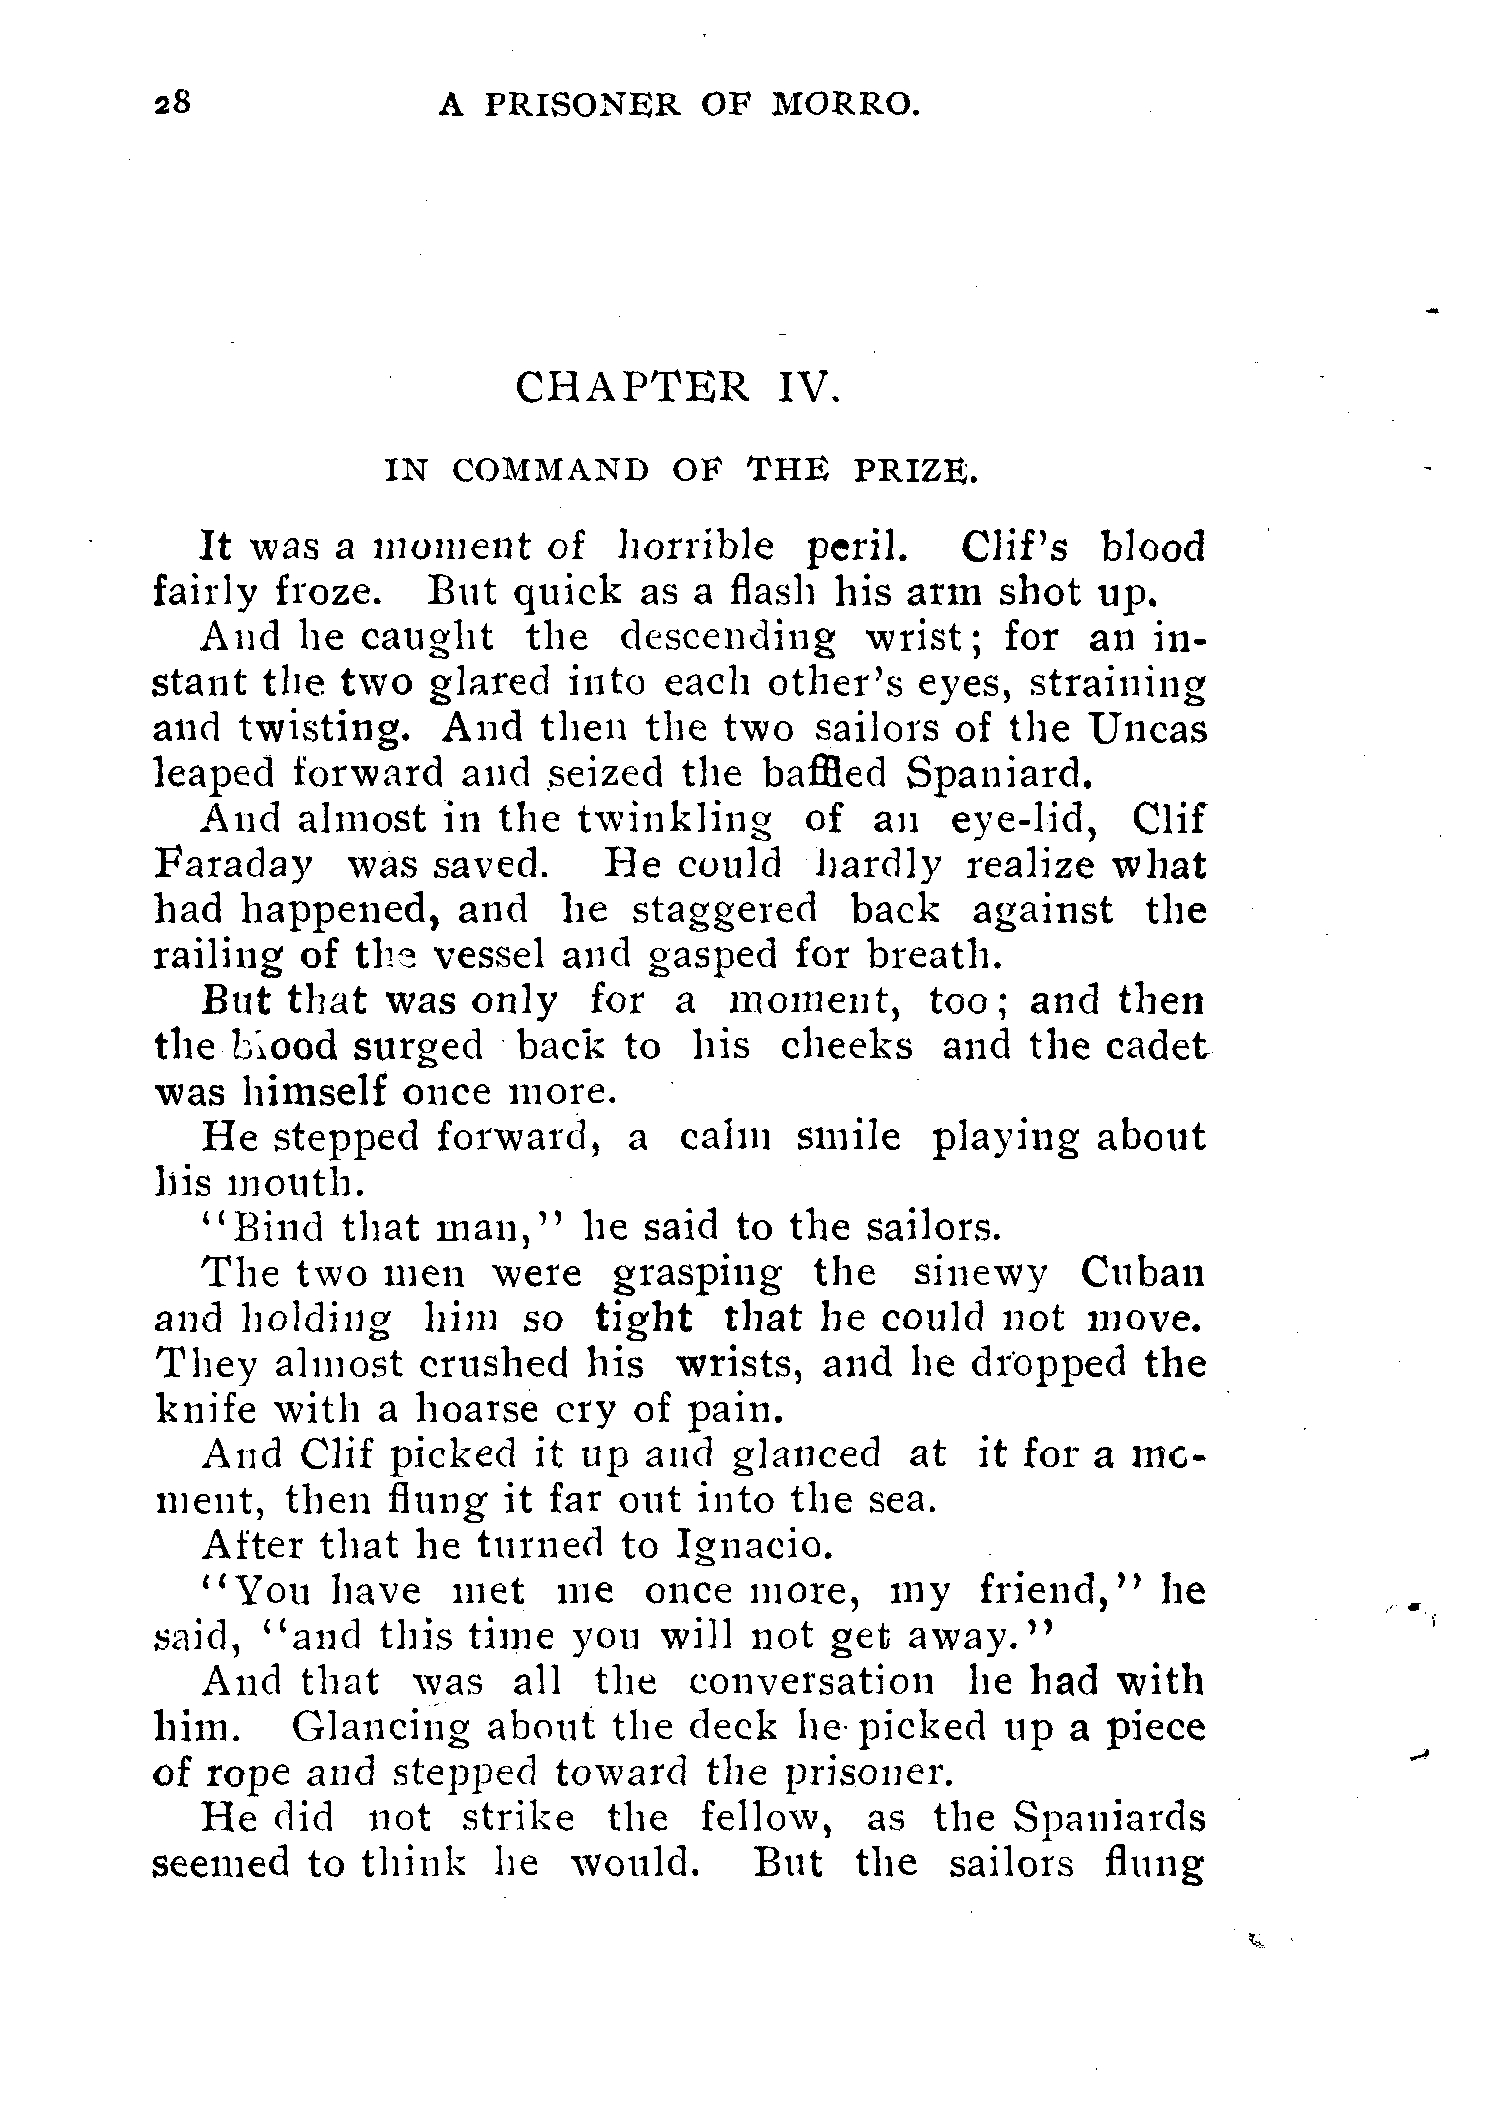 28 A PRISONER OF MORRO.
CHAPTER IV.
IN COMMAND OF THE PRIZE.
It was a moment of horrible peril. Clif's blood
fairly froze. But quick as a flash his arm shot up.
And he caught the descending wrist; for an in-
stant the two glared into each other's eyes, straining
and twisting. And then the two sailors of the Uncas
leaped forward and seized the baffled Spaniard.
And almost in the twinkling of an eye-lid, Clif
Faraday was saved. He could hardly realize what
had happened, and he staggered back against the
railing of the vessel and gasped for breath.
But that was only for a moment, too; and then
the blood surged back to his cheeks and the cadet
was himself once more.
He stepped forward, a calm smile playing about
his mouth.
"Bind that man," he said to the sailors.
The two men were grasping the sinewy Cuban
and holding him so tight that he could not move.
They almost crushed his wrists, and he dropped the
knife with a hoarse cry of pain.
And Clif picked it up and glanced at it for a mo-
ment, then flung it far out into the sea.
After that he turned to Ignacio.
"You have met me once more, my friend," he
said, "and this time you will not get away."
And that was all the conversation he had with
him. Glancing about the deck he picked up a piece
of rope and stepped toward the prisoner.
He did not strike the fellow, as the Spaniards
seemed to think he would. But the sailors flung